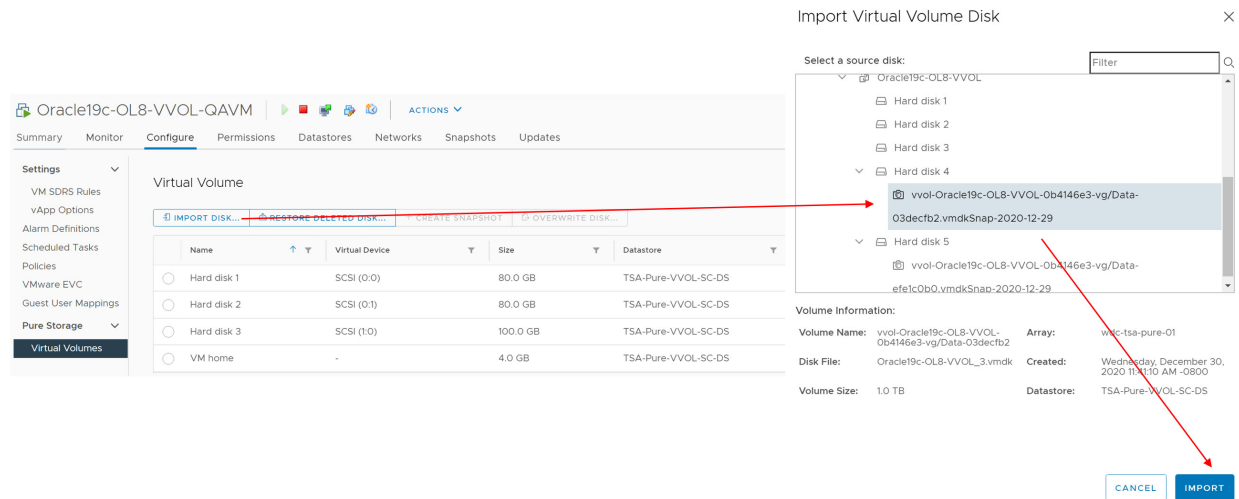 Import Virtual Volume Disk
Select a source disk:
Filter
Oracle19c-OL8-VVOL
Hard disk 1
Hard disk 2
Hard disk 3
Hard disk 4
vvol-Oracle19c-OL8-VVOL-0b4146e3-vg/Data-
03decfb2.vmdkSnap-2020-12-29
Hard disk 5
vvol-Oracle19c-OL8-VVOL-0b4146e3-vg/Data-
efe1c0b0.vmdkSnap-2020-12-29
Volume Information:
Volume Name: vvol-Oracle19c-OL8-VVOL- Array: wdc-tsa-pure-01
0b4146e3-vg/Data-03decfb2
Disk File: Oracle19c-OL8-VVOL_3.vmdk Created: Wednesday, December 30,
2020 11:41:10 AM -0800
Volume Size: 1.0 TB Datastore: TSA-Pure-VVOL-SC-DS
CANCEL IMPORT
Oracle19c-OL8-VVOL-QAVM ACTIONS
Summary Monitor Configure Permissions Datastores Networks Snapshots Updates
Settings
VM SDRS Rules
vApp Options
Alarm Definitions
Scheduled Tasks
Policies
VMware EVC
Guest User Mappings
Pure Storage
Virtual Volumes
Virtual Volume
IMPORT DISK... RESTORE DELETED DISK... CREATE SNAPSHOT OVERWRITE DISK...
Name Virtual Device Size Datastore
Hard disk 1 SCSI (0:0) 80.0 GB TSA-Pure-VVOL-SC-DS
Hard disk 2 SCSI (0:1) 80.0 GB TSA-Pure-VVOL-SC-DS
Hard disk 3 SCSI (1:0) 100.0 GB TSA-Pure-VVOL-SC-DS
VM home - 4.0 GB TSA-Pure-VVOL-SC-DS